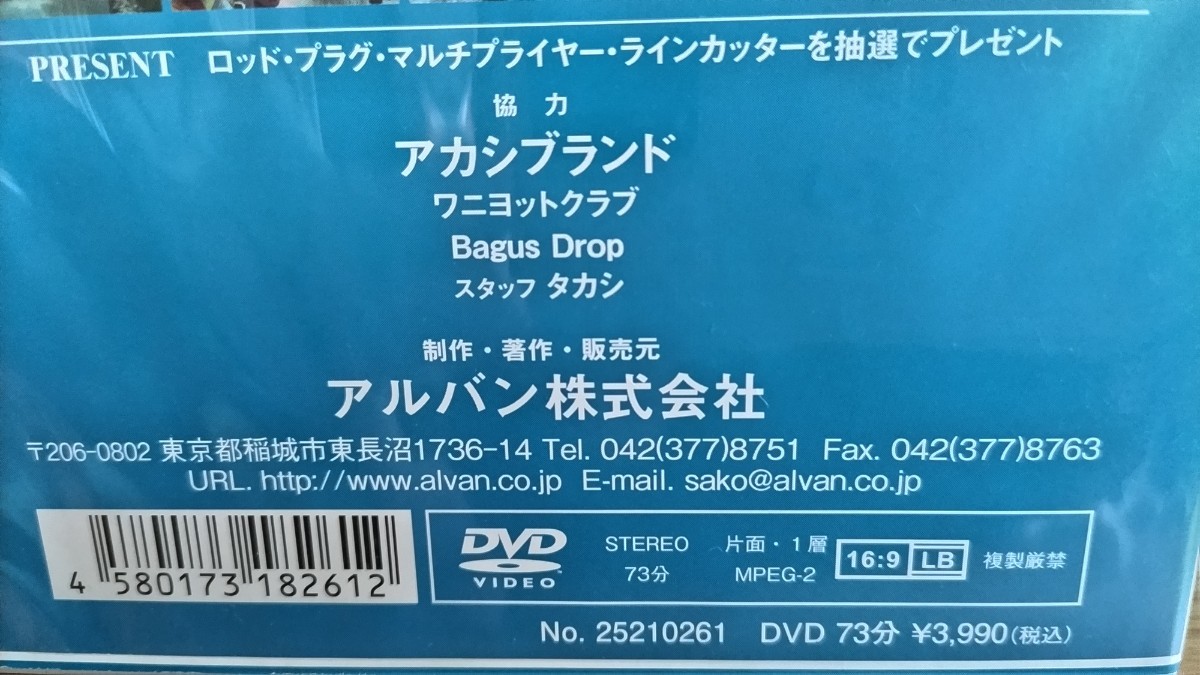 PRESENT ロッド・プラグ・マルチプライヤー・ラインカッターを抽選でプレゼント
協 力
アカシブランド
ワニヨットクラブ
Bagus Drop
スタッフ タカシ
制作・著作・販売元
アルバン株式会社
〒206-0802 東京都稲城市東長沼1736-14 Tel. 042(377)8751 Fax. 042(377)8763
URL. http://www.alvan.co.jp E-mail. sako@alvan.co.jp
4 580173 182612
DVD VIDEO
STEREO 片面・1層
73分 MPEG-2
16:9 LB
複製厳禁
No. 25210261 DVD 73分 ¥3,990(税込)